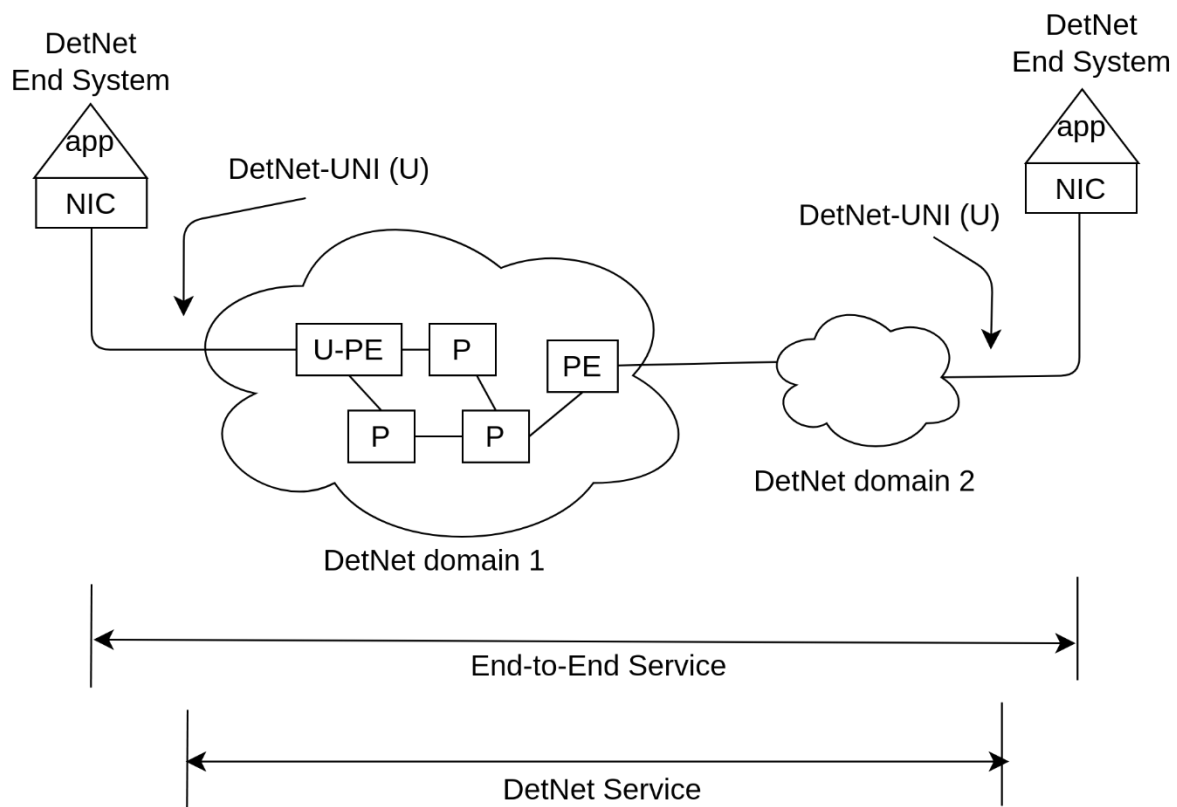 DetNet
End System
app
NIC
DetNet-UNI (U)
DetNet
End System
app
NIC
DetNet-UNI (U)
U-PE
P
PE
P
P
DetNet domain 1
DetNet domain 2
End-to-End Service
DetNet Service